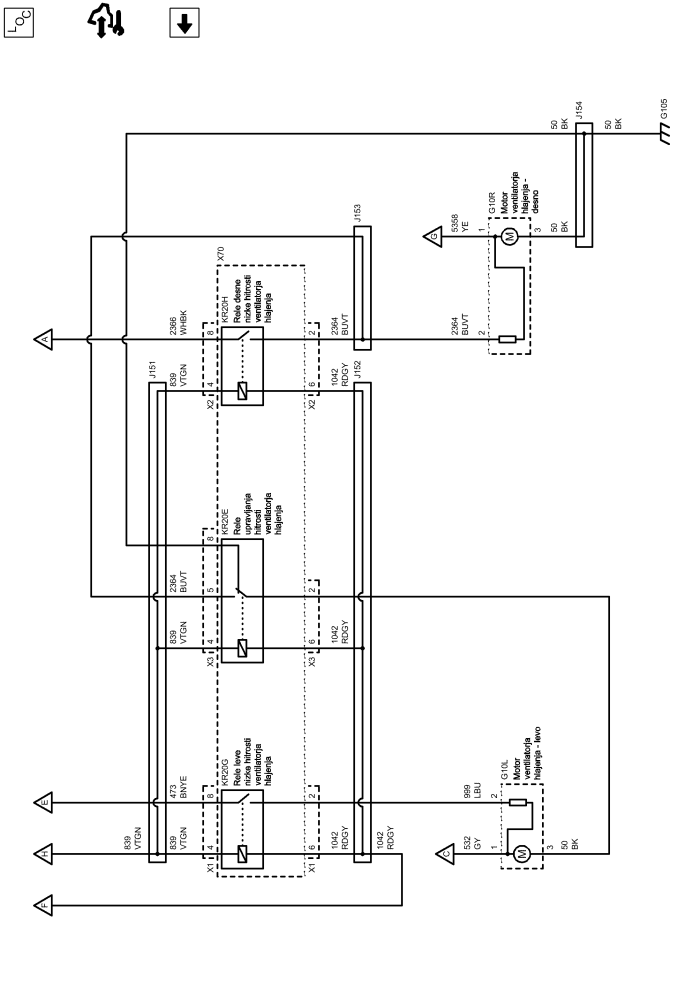 LOC
F
H
E
A
839
VTGN
J151
839
VTGN
473
BNYE
839
VTGN
2364
BUVT
839
VTGN
2366
WHBK
X1
4
8
X3
4
5
8
X2
4
8
X70
KR20G
Rele levo
nizke hitrosti
ventilatorja
hlajenja
KR20E
Rele
upravljanja
hitrosti
ventilatorja
hlajenja
KR20H
Rele desne
nizke hitrosti
ventilatorja
hlajenja
X1
6
2
X3
6
2
X2
6
2
1042
RDGY
1042
RDGY
1042
RDGY
2364
BUVT
J152
J153
1042
RDGY
C
G
532
GY
999
LBU
2364
BUVT
5358
YE
1
2
G10L
Motor
ventilatorja
hlajenja - levo
M
3
50
BK
2
1
G10R
Motor
ventilatorja
hlajenja -
desno
M
3
50
BK
50
BK
J154
50
BK
G105